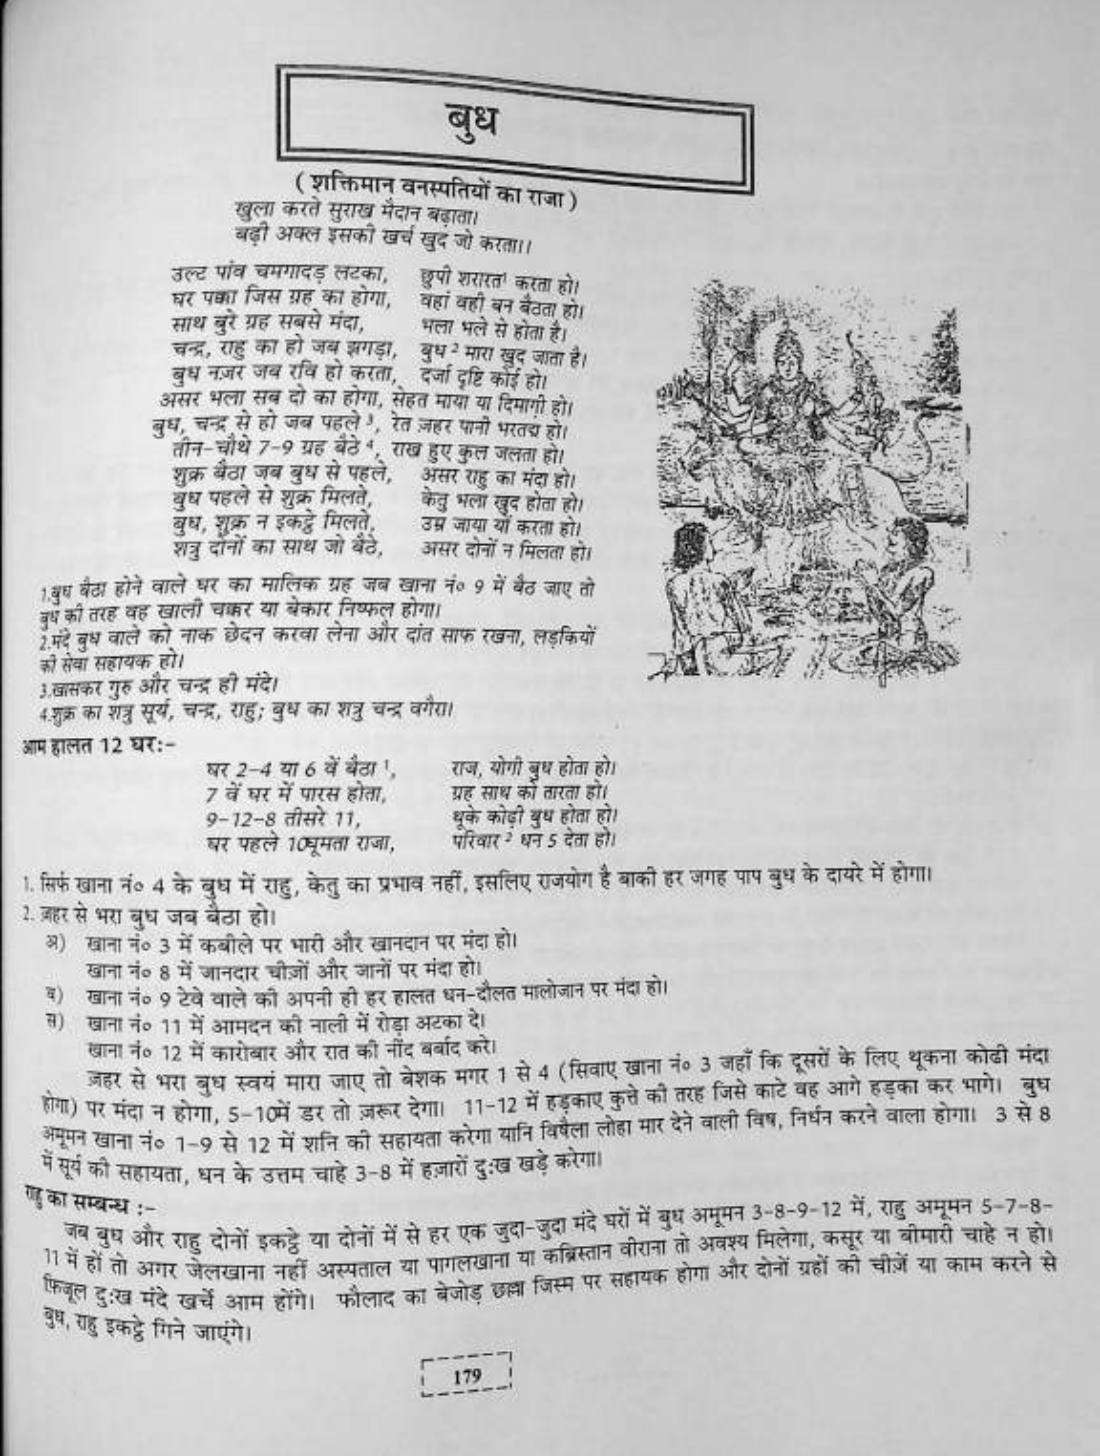 बुध
( शक्तिमान वनस्पतियों का राजा )
खुला करते सुराख मैदान बढ़ाता।
बढ़ी अक्ल इसकी खर्च खुद जो करता।।
उल्ट पांव चमगादड़ लटका, छुपी शरारत¹ करता हो।
घर पक्का जिस ग्रह का होगा, वहां वही बन बैठता हो।
साथ बुरे ग्रह सबसे मंदा, भला भले से होता है।
चन्द्र, राहु का हो जब झगड़ा, बुध ² मारा खुद जाता है।
बुध नज़र जब रवि हो करता, दर्जा दृष्टि कोई हो।
असर भला सब दो का होगा, सेहत माया या दिमागी हो।
बुध, चन्द्र से हो जब पहले ³, रेत ज़हर पानी भरता हो।
तीन-चौथे 7-9 ग्रह बैठे ⁴, राख हुए कुल जलता हो।
शुक्र बैठा जब बुध से पहले, असर राहु का मंदा हो।
बुध पहले से शुक्र मिलते, केतु भला खुद होता हो।
बुध, शुक्र न इकट्ठे मिलते, उम्र जाया यों करता हो।
शत्रु दोनों का साथ जो बैठे, असर दोनों न मिलता हो।
1.बुध बैठा होने वाले घर का मालिक ग्रह जब खाना नं० 9 में बैठ जाए तो
बुध की तरह वह खाली चक्कर या बेकार निष्फल होगा।
2.मंदे बुध वाले को नाक छेदन करवा लेना और दांत साफ रखना, लड़कियों
की सेवा सहायक हो।
3.खासकर गुरु और चन्द्र ही मंदे।
4.शुक्र का शत्रु सूर्य, चन्द्र, राहु; बुध का शत्रु चन्द्र वगैरा।
आम हालत 12 घर:-
घर 2-4 या 6 वें बैठा ¹, राज, योगी बुध होता हो।
7 वें घर में पारस होता, ग्रह साथ को तारता हो।
9-12-8 तीसरे 11, थूके कोढ़ी बुध होता हो।
घर पहले 10घूमता राजा, परिवार ² धन 5 देता हो।
1. सिर्फ खाना नं० 4 के बुध में राहु, केतु का प्रभाव नहीं, इसलिए राजयोग है बाकी हर जगह पाप बुध के दायरे में होगा।
2. ज़हर से भरा बुध जब बैठा हो।
अ) खाना नं० 3 में कबीले पर भारी और खानदान पर मंदा हो।
खाना नं० 8 में जानदार चीज़ों और जानों पर मंदा हो।
ब) खाना नं० 9 टेवे वाले की अपनी ही हर हालत धन-दौलत मालोजान पर मंदा हो।
स) खाना नं० 11 में आमदन की नाली में रोड़ा अटका दे।
खाना नं० 12 में कारोबार और रात की नींद बर्बाद करे।
ज़हर से भरा बुध स्वयं मारा जाए तो बेशक मगर 1 से 4 (सिवाए खाना नं० 3 जहाँ कि दूसरों के लिए थूकना कोढी मंदा
होगा) पर मंदा न होगा, 5-10में डर तो ज़रूर देगा। 11-12 में हड़काए कुत्ते की तरह जिसे काटे वह आगे हड़का कर भागे। बुध
अमूमन खाना नं० 1-9 से 12 में शनि की सहायता करेगा यानि विषैला लोहा मार देने वाली विष, निर्धन करने वाला होगा। 3 से 8
में सूर्य की सहायता, धन के उत्तम चाहे 3-8 में हज़ारों दुःख खड़े करेगा।
राहु का सम्बन्ध :-
जब बुध और राहु दोनों इकट्ठे या दोनों में से हर एक जुदा-जुदा मंदे घरों में बुध अमूमन 3-8-9-12 में, राहु अमूमन 5-7-8-
11 में हों तो अगर जेलखाना नहीं अस्पताल या पागलखाना या कब्रिस्तान वीराना तो अवश्य मिलेगा, कसूर या बीमारी चाहे न हो।
फ़िज़ूल दुःख मंदे खर्चे आम होंगे। फौलाद का बेजोड़ छल्ला जिस्म पर सहायक होगा और दोनों ग्रहों की चीज़ें या काम करने से
बुध, राहु इकट्ठे गिने जाएंगे।
179